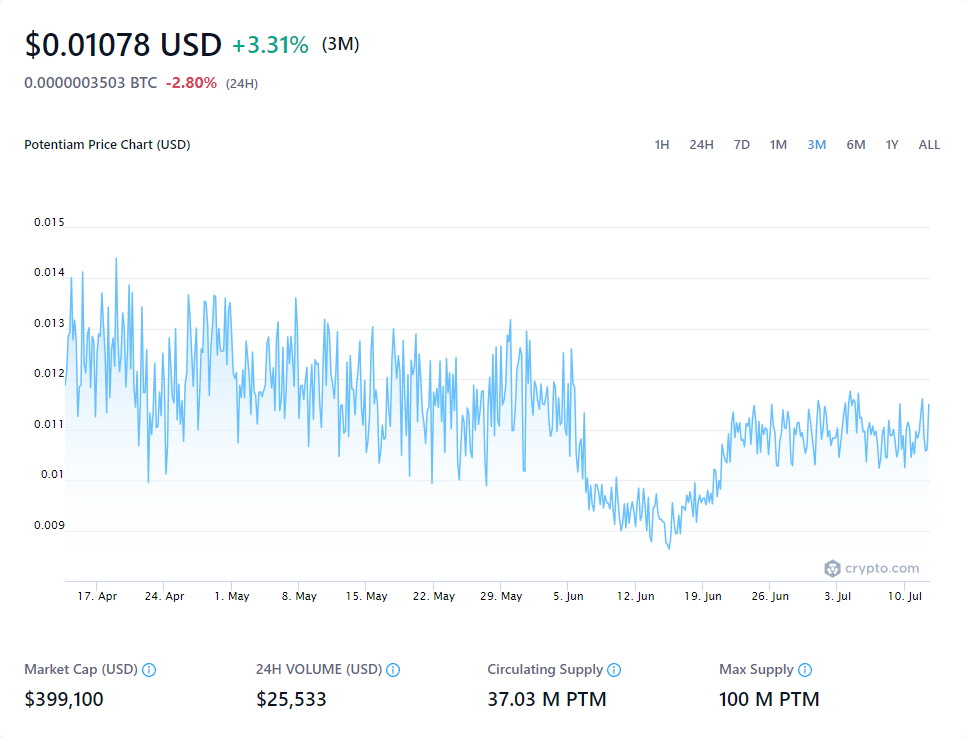 $0.01078 USD +3.31% (3M)
0.0000003503 BTC -2.80% (24H)
Potentiam Price Chart (USD) 1H 24H 7D 1M 3M 6M 1Y ALL
0.015
0.014
0.013
0.012
0.011
0.01
0.009
crypto.com
17. Apr 24. Apr 1. May 8. May 15. May 22. May 29. May 5. Jun 12. Jun 19. Jun 26. Jun 3. Jul 10. Jul
Market Cap (USD) 24H VOLUME (USD) Circulating Supply Max Supply
$399,100 $25,533 37.03 M PTM 100 M PTM